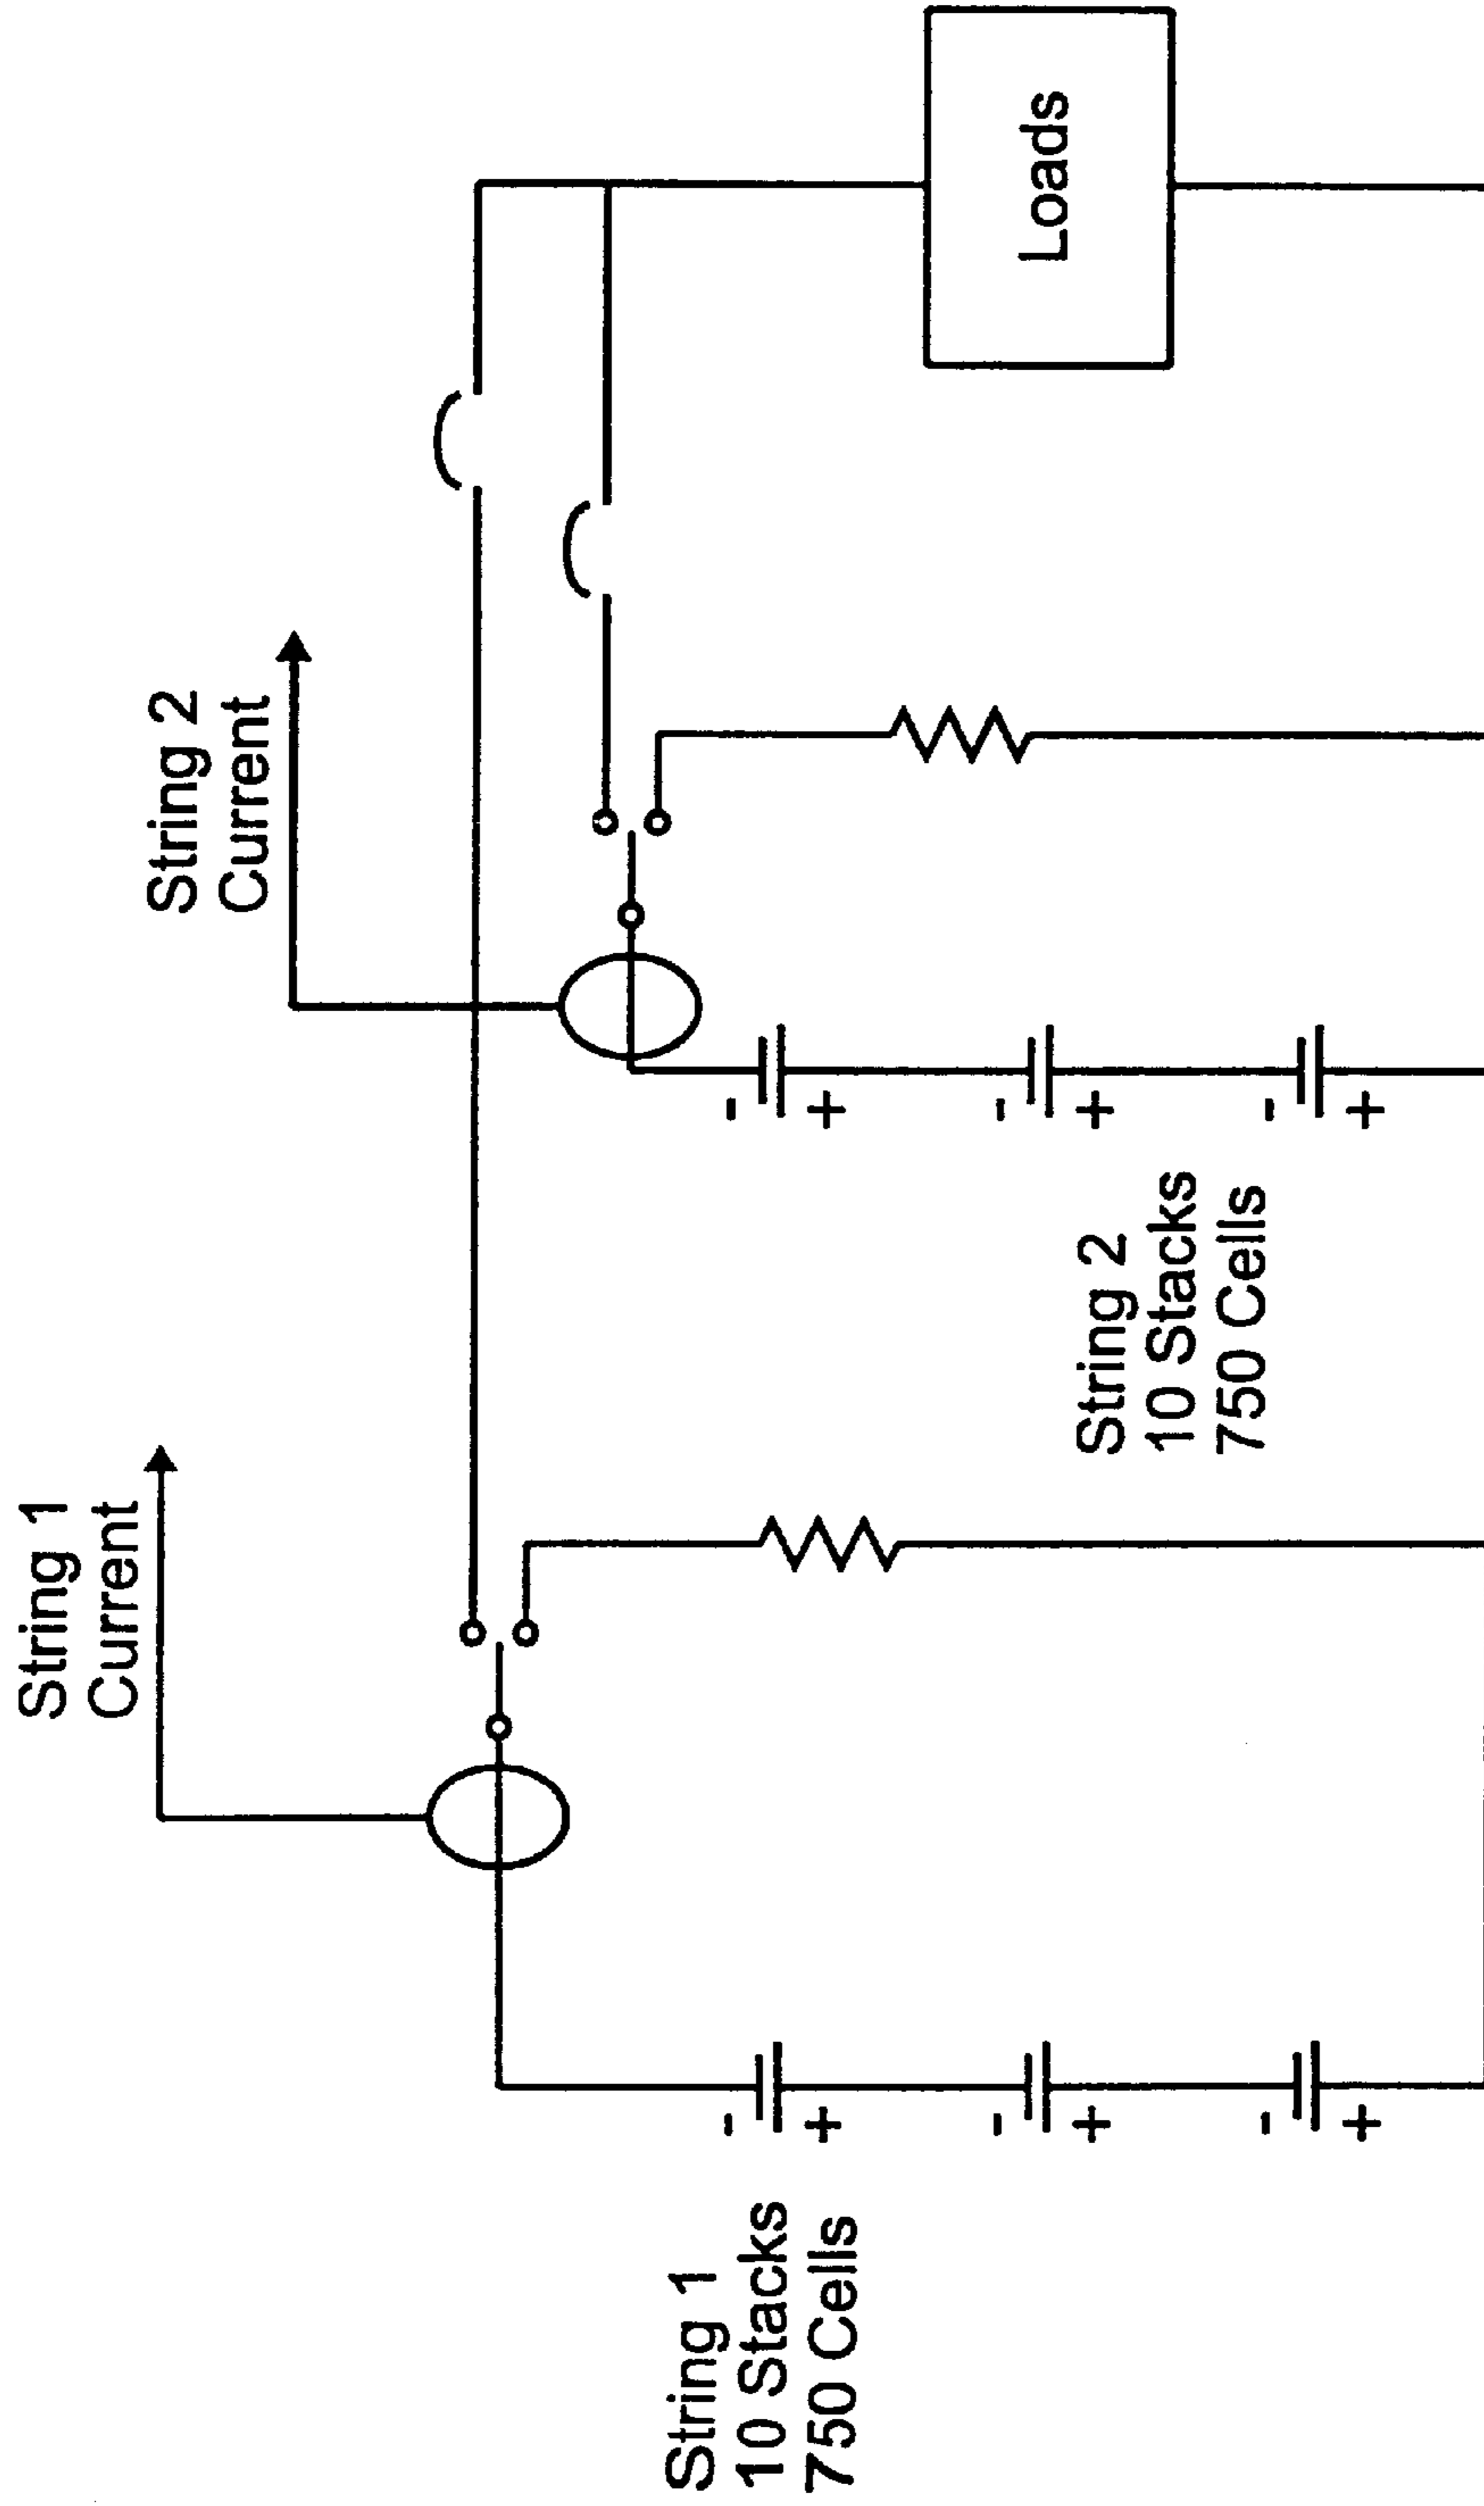 String 1
Current
String 2
Current
Loads
String 1
10 Stacks
750 Cells
String 2
10 Stacks
750 Cells
-
+
-
+
-
+
-
+
-
+
-
+